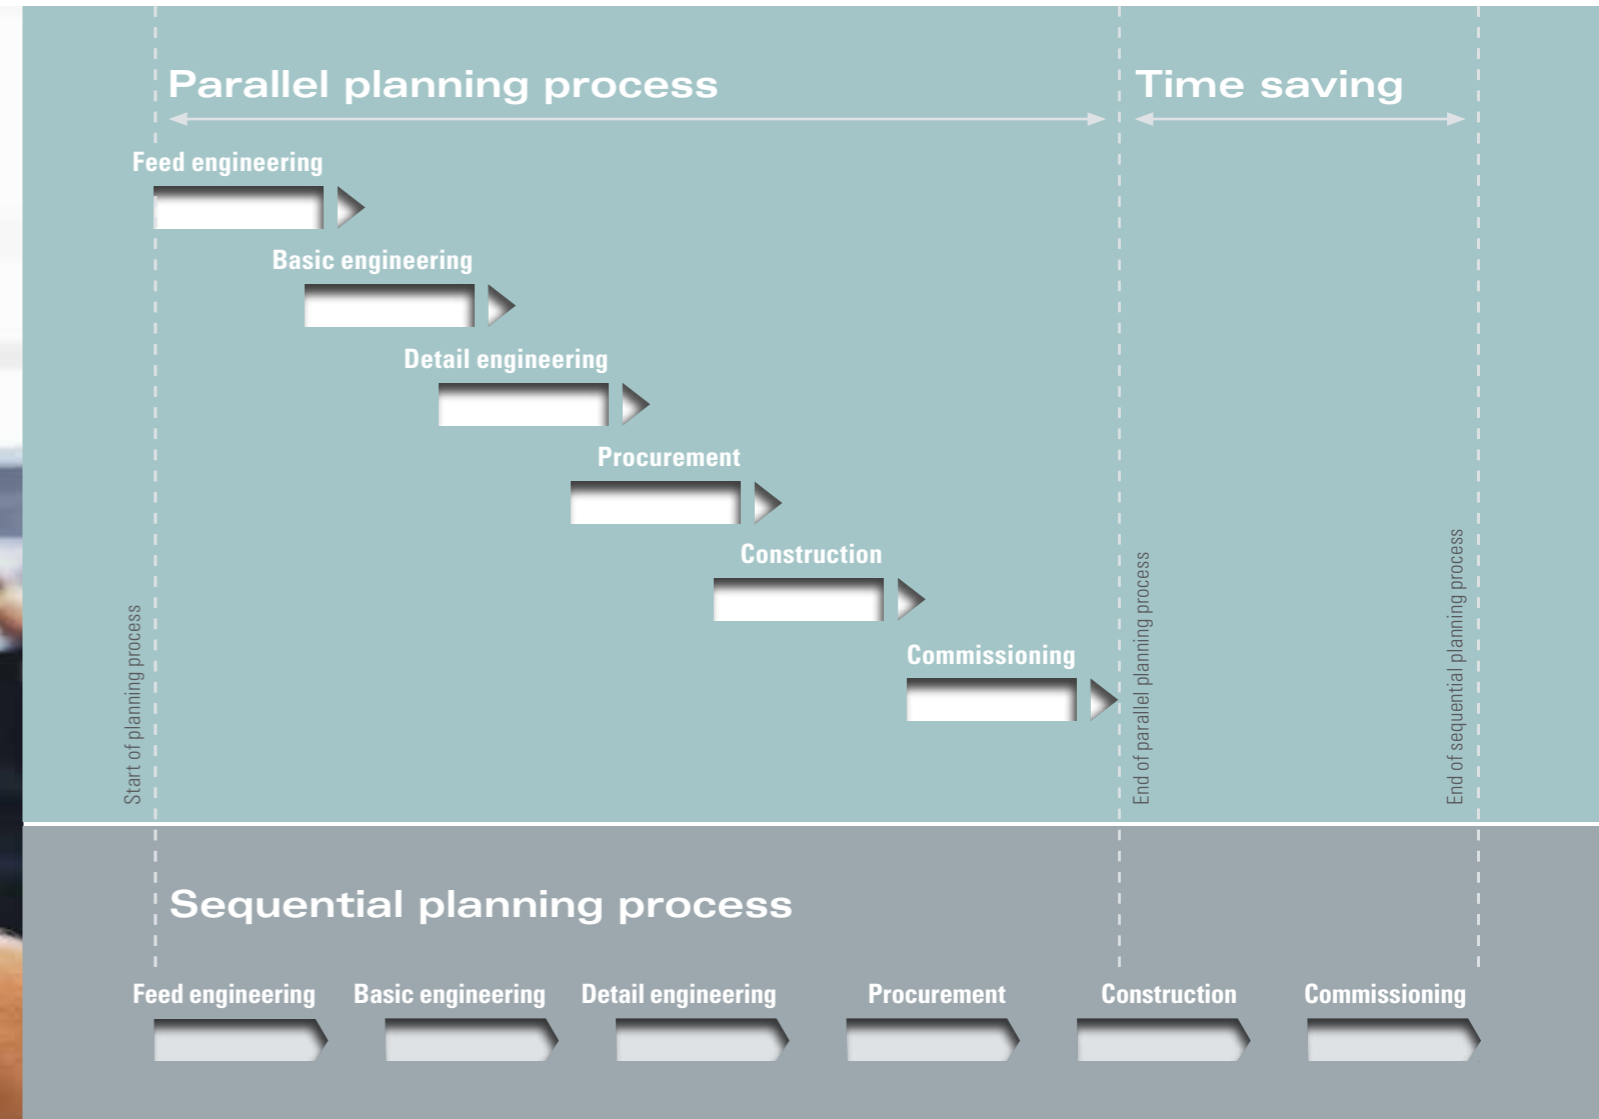 Parallel planning process
Time saving
Feed engineering
Basic engineering
Detail engineering
Procurement
Construction
Commissioning
Start of planning process
End of parallel planning process
End of sequential planning process
Sequential planning process
Feed engineering
Basic engineering
Detail engineering
Procurement
Construction
Commissioning